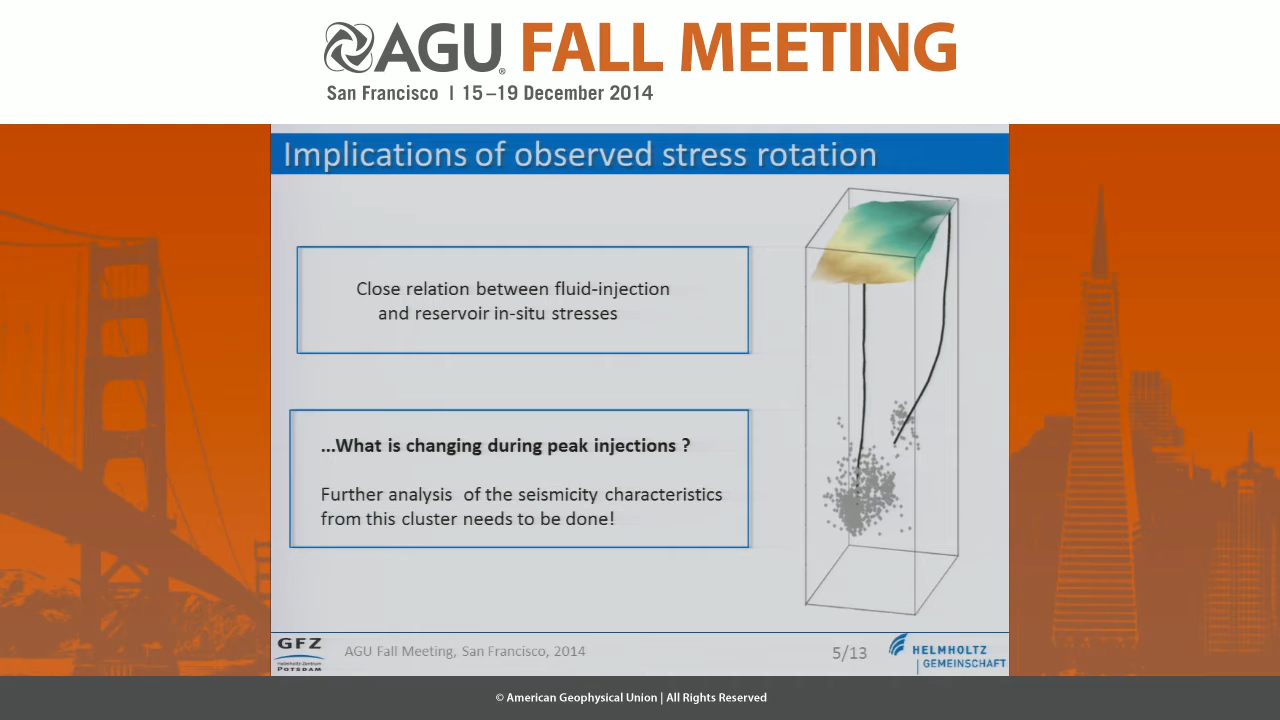 AGU® FALL MEETING
San Francisco | 15–19 December 2014
Implications of observed stress rotation
Close relation between fluid-injection
and reservoir in-situ stresses
...What is changing during peak injections ?
Further analysis of the seismicity characteristics
from this cluster needs to be done!
GFZ
Helmholtz-Zentrum
POTSDAM
AGU Fall Meeting, San Francisco, 2014
5/13
HELMHOLTZ
GEMEINSCHAFT
© American Geophysical Union | All Rights Reserved